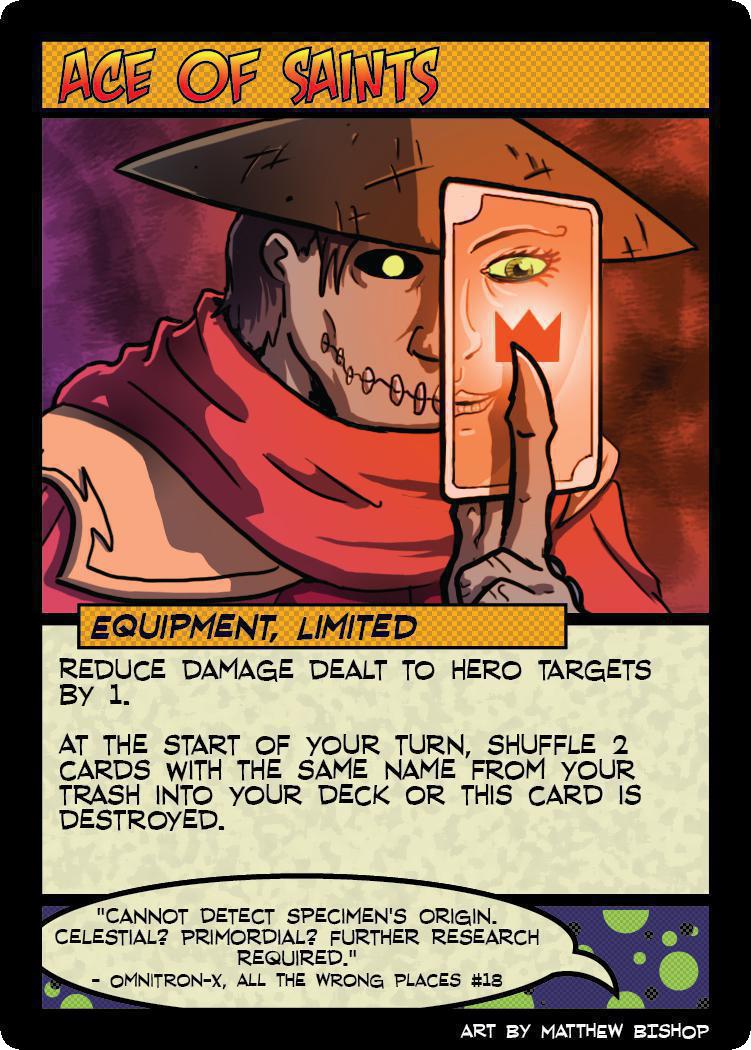 ACE OF SAINTS
EQUIPMENT, LIMITED
REDUCE DAMAGE DEALT TO HERO TARGETS
BY 1.
AT THE START OF YOUR TURN, SHUFFLE 2
CARDS WITH THE SAME NAME FROM YOUR
TRASH INTO YOUR DECK OR THIS CARD IS
DESTROYED.
"CANNOT DETECT SPECIMEN'S ORIGIN.
CELESTIAL? PRIMORDIAL? FURTHER RESEARCH
REQUIRED."
- OMNITRON-X, ALL THE WRONG PLACES #18
ART BY MATTHEW BISHOP